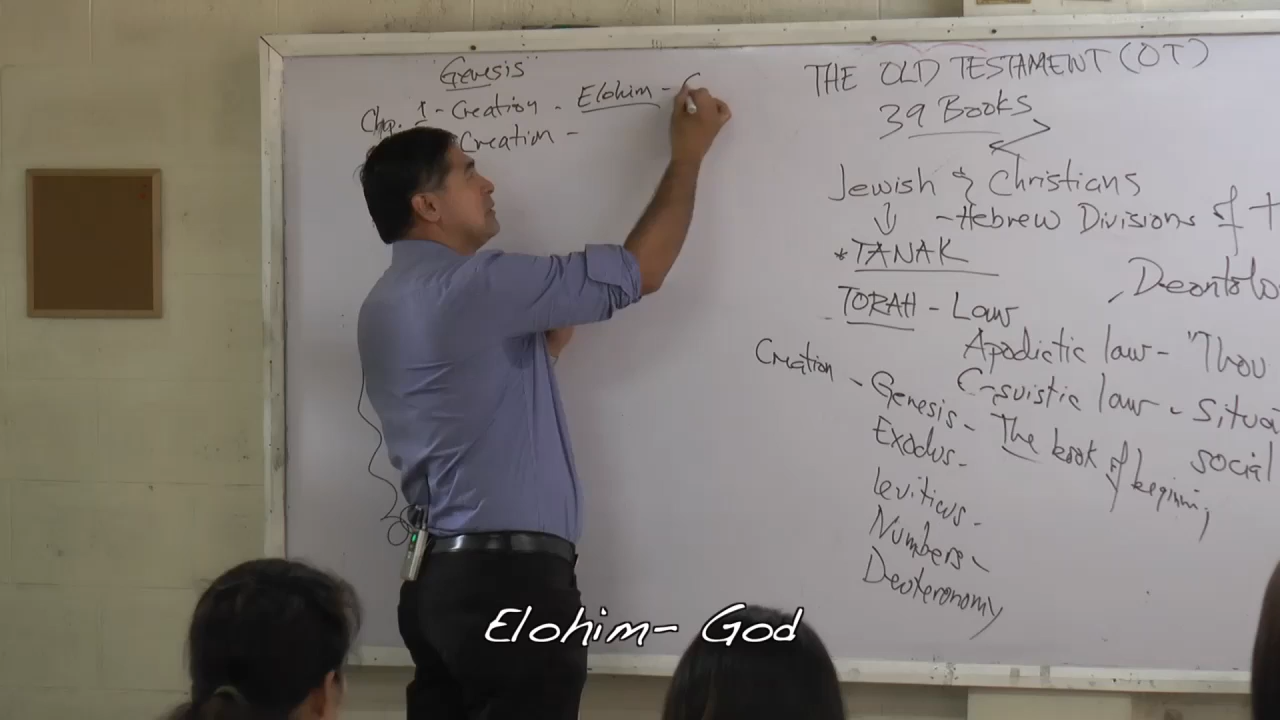 "Genesis"
Chp. 1 - Creation - Elohim - G
Creation -
THE OLD TESTAMENT (OT)
39 Books
Jewish & Christians
- Hebrew Divisions of
* TANAK
Deontolo
TORAH - Law
Apodictic law - "Thou
Casuistic law - Situa
social
Creation - Genesis - The book of beginning
Exodus -
Leviticus -
Numbers -
Deuteronomy
Elohim- God